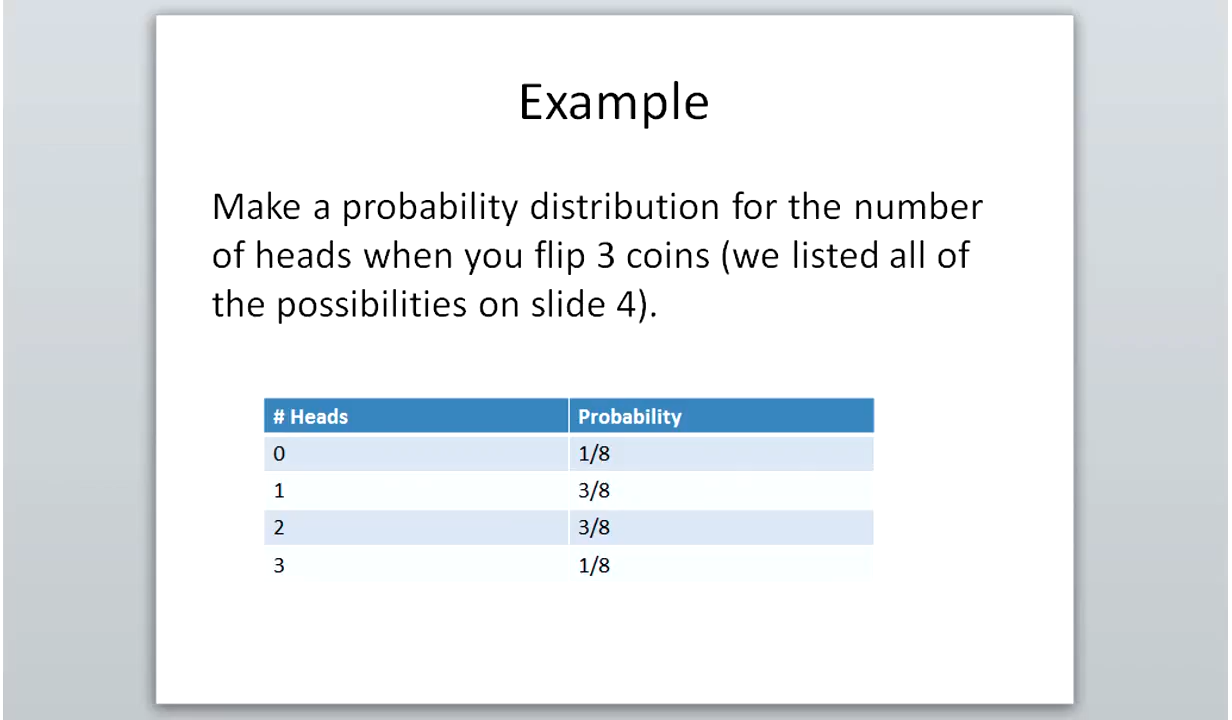 Example
Make a probability distribution for the number
of heads when you flip 3 coins (we listed all of
the possibilities on slide 4).
# Heads Probability
0 1/8
1 3/8
2 3/8
3 1/8